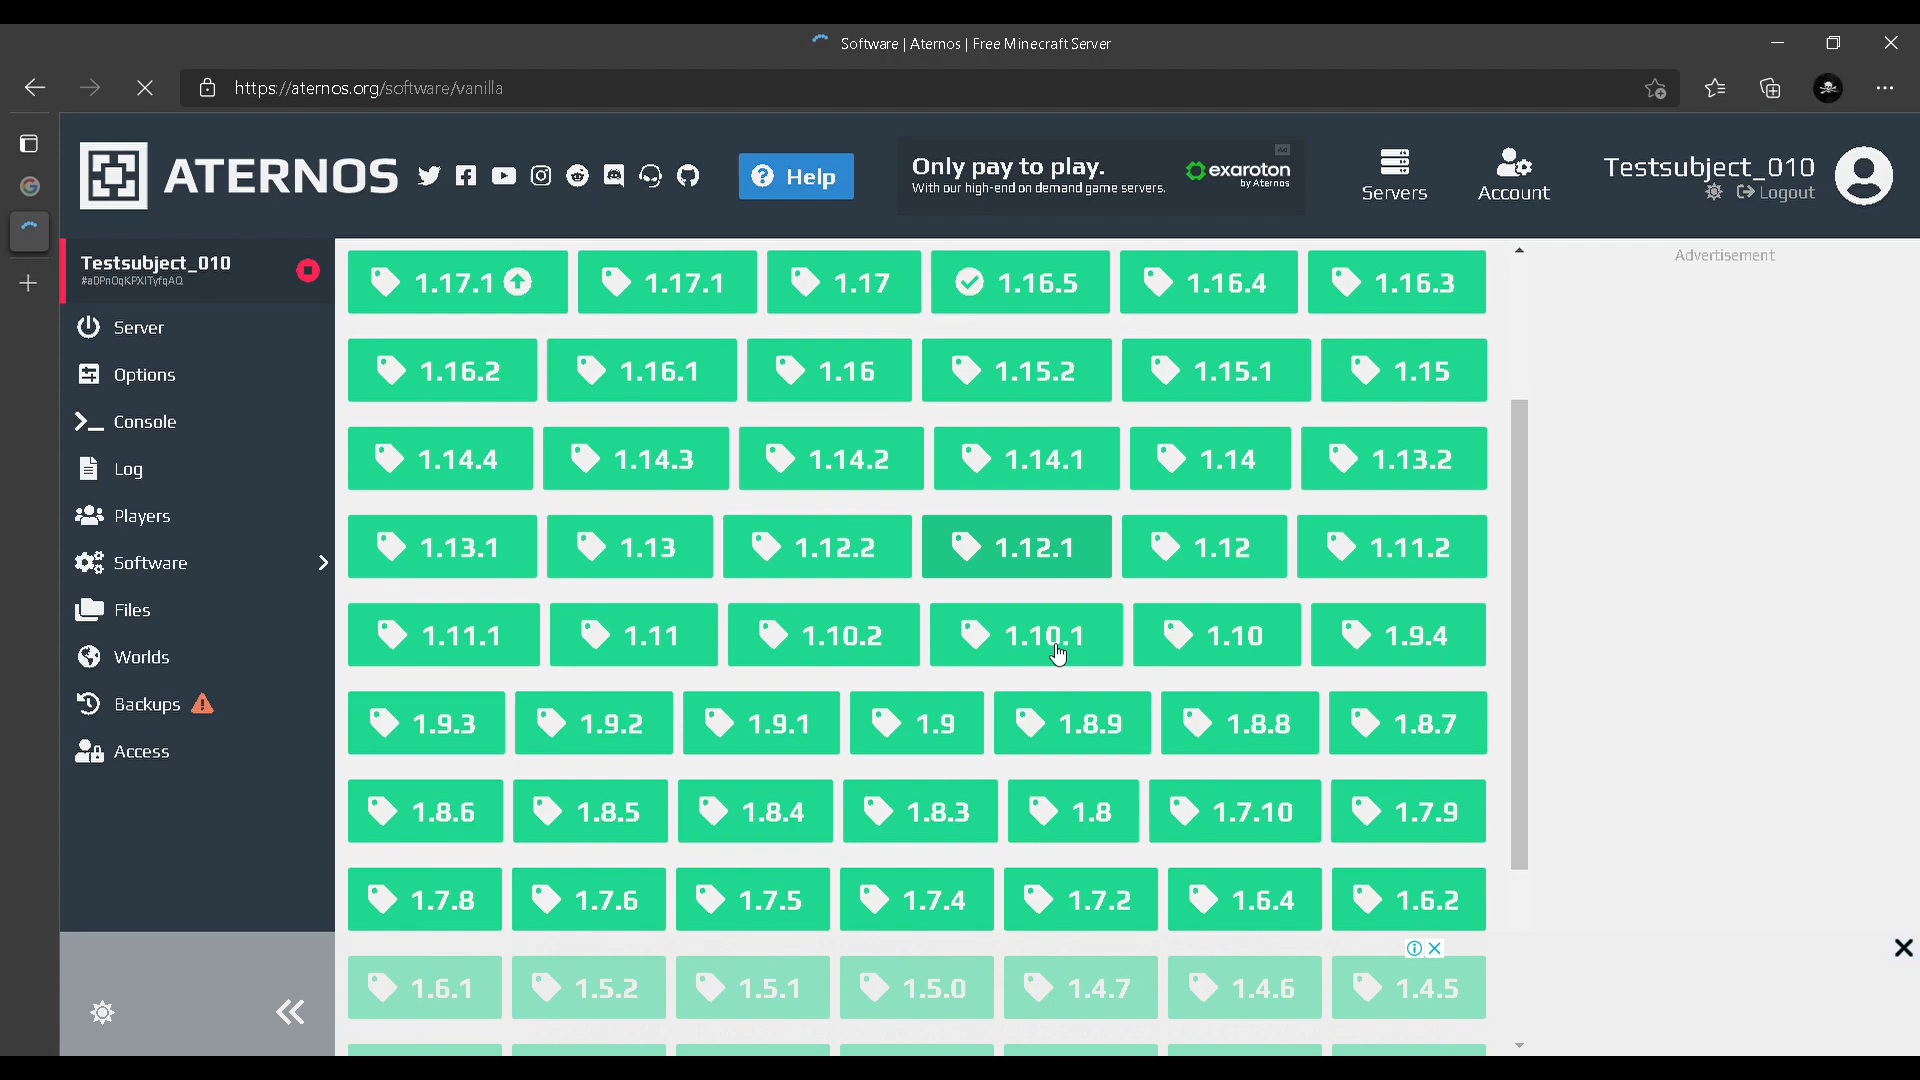 Software | Aternos | Free Minecraft Server
https://aternos.org/software/vanilla
ATERNOS
Help
Only pay to play.
With our high-end on demand game servers.
exaroton
by Aternos
Ad
Servers
Account
Testsubject_010
Logout
Testsubject_010
#aDPnOqKPXITyfqAQ
Server
Options
Console
Log
Players
Software
Files
Worlds
Backups
Access
Advertisement
1.17.1 1.17.1 1.17 1.16.5 1.16.4 1.16.3
1.16.2 1.16.1 1.16 1.15.2 1.15.1 1.15
1.14.4 1.14.3 1.14.2 1.14.1 1.14 1.13.2
1.13.1 1.13 1.12.2 1.12.1 1.12 1.11.2
1.11.1 1.11 1.10.2 1.10.1 1.10 1.9.4
1.9.3 1.9.2 1.9.1 1.9 1.8.9 1.8.8 1.8.7
1.8.6 1.8.5 1.8.4 1.8.3 1.8 1.7.10 1.7.9
1.7.8 1.7.6 1.7.5 1.7.4 1.7.2 1.6.4 1.6.2
1.6.1 1.5.2 1.5.1 1.5.0 1.4.7 1.4.6 1.4.5